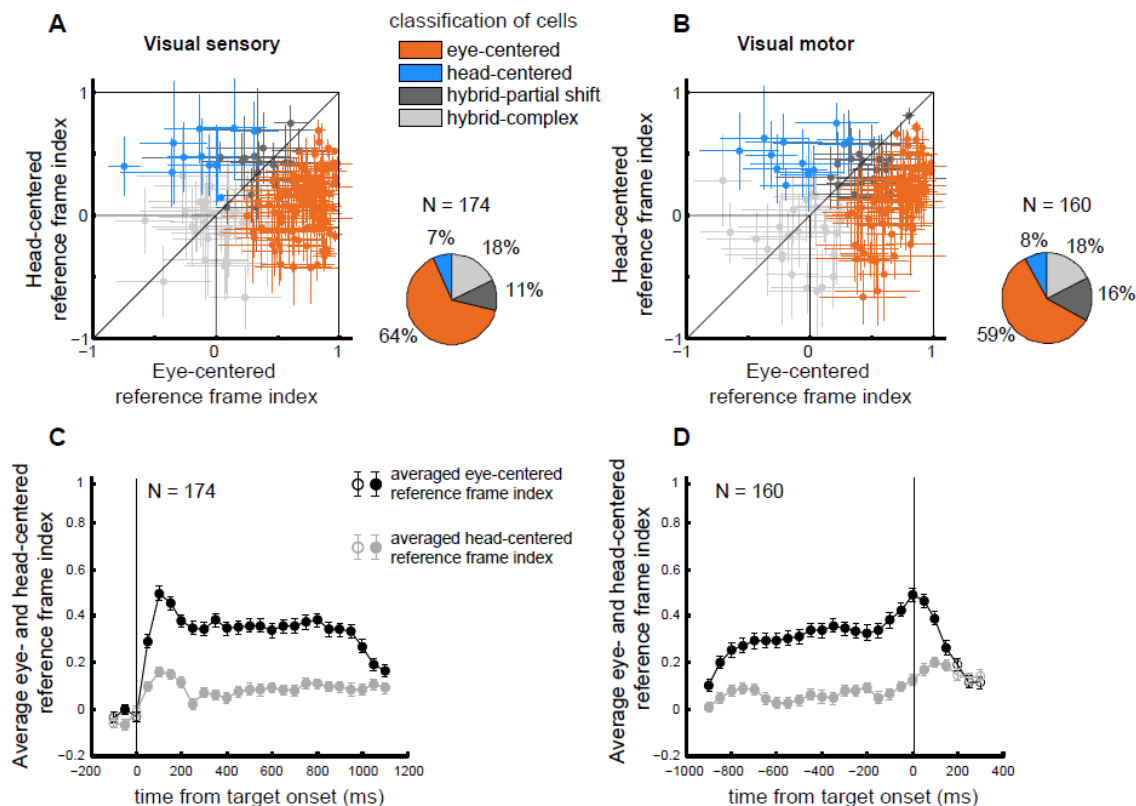 A
Visual sensory
classification of cells
eye-centered
head-centered
hybrid-partial shift
hybrid-complex
Head-centered
reference frame index
1
0
−1
−1
0
1
Eye-centered
reference frame index
N = 174
7%
18%
11%
64%
B
Visual motor
Head-centered
reference frame index
1
0
−1
−1
0
1
Eye-centered
reference frame index
N = 160
8%
18%
16%
59%
C
Average eye- and head-centered
reference frame index
1
0.8
0.6
0.4
0.2
0
−0.2
−200
0
200
400
600
800
1000
1200
time from target onset (ms)
N = 174
averaged eye-centered
reference frame index
averaged head-centered
reference frame index
D
Average eye- and head-centered
reference frame index
1
0.8
0.6
0.4
0.2
0
−0.2
−1000
−800
−600
−400
−200
0
200
400
time from target onset (ms)
N = 160